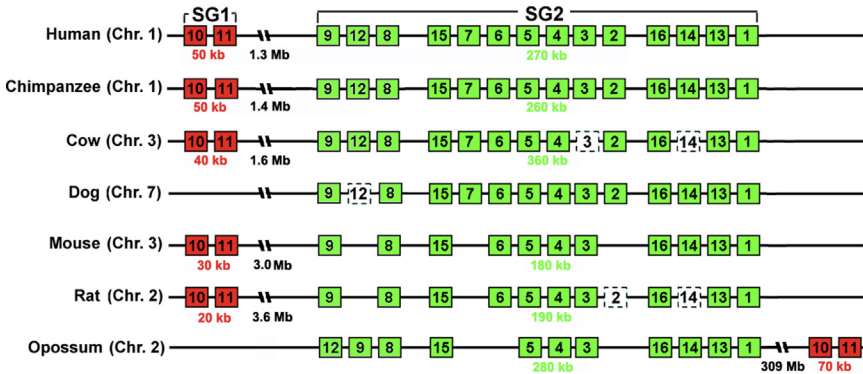 SG1 SG2
Human (Chr. 1) 10 11 9 12 8 15 7 6 5 4 3 2 16 14 13 1
50 kb 1.3 Mb 270 kb
Chimpanzee (Chr. 1) 10 11 9 12 8 15 7 6 5 4 3 2 16 14 13 1
50 kb 1.4 Mb 260 kb
Cow (Chr. 3) 10 11 9 12 8 15 7 6 5 4 3 2 16 14 13 1
40 kb 1.6 Mb 360 kb
Dog (Chr. 7) 9 12 8 15 7 6 5 4 3 2 16 14 13 1
Mouse (Chr. 3) 10 11 9 8 15 6 5 4 3 16 14 13 1
30 kb 3.0 Mb 180 kb
Rat (Chr. 2) 10 11 9 8 15 6 5 4 3 2 16 14 13 1
20 kb 3.6 Mb 190 kb
Opossum (Chr. 2) 12 9 8 15 5 4 3 16 14 13 1 10 11
280 kb 309 Mb 70 kb